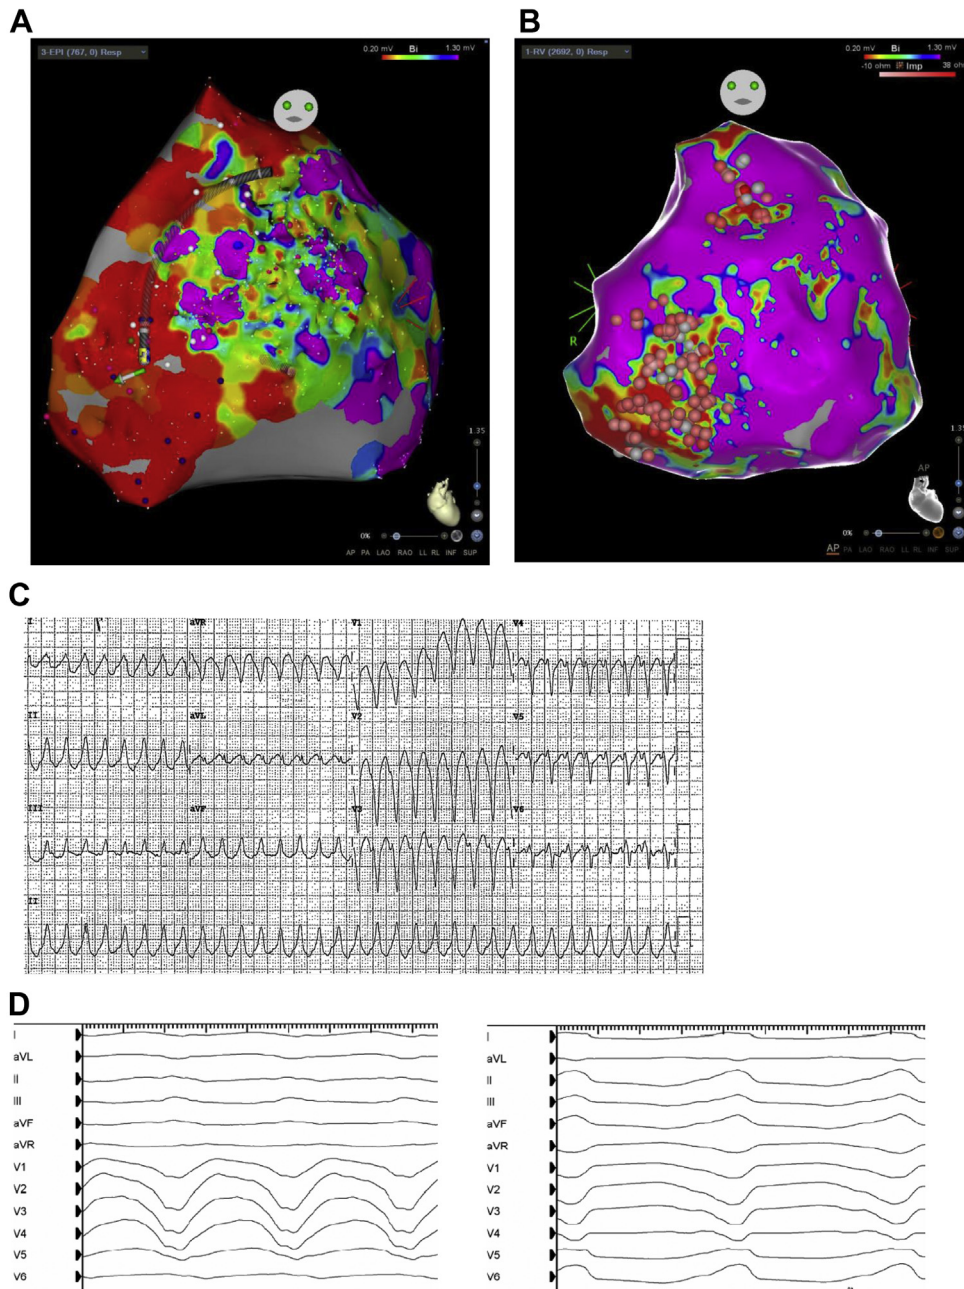 A
3-EPI (767, 0) Resp
0.20 mV Bi 1.30 mV
1.35
0%
AP PA LAO RAO LL RL INF SUP
B
1-RV (2692, 0) Resp
0.20 mV Bi 1.30 mV
-10 ohm Imp 38 oh
R
1.35
AP
0%
AP PA LAO RAO LL RL INF SUP
C
I aVR V1 V4
II aVL V2 V5
III aVF V3 V6
II
D
I
aVL
II
III
aVF
aVR
V1
V2
V3
V4
V5
V6
I
aVL
II
III
aVF
aVR
V1
V2
V3
V4
V5
V6